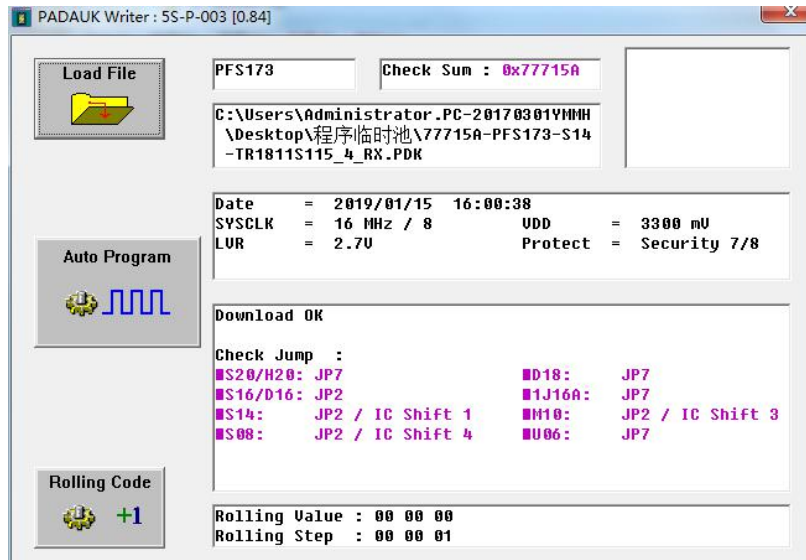 PADAUK Writer : 5S-P-003 [0.84]
Load File
PFS173
Check Sum : 0x77715A
C:\Users\Administrator.PC-20170301YMMH
\Desktop\程序临时池\77715A-PFS173-S14
-TR1811S115_4_RX.PDK
Date = 2019/01/15 16:00:38
SYSCLK = 16 MHz / 8 VDD = 3300 mV
LVR = 2.7V Protect = Security 7/8
Auto Program
Download OK
Check Jump :
■S20/H20: JP7 ■D18: JP7
■S16/D16: JP2 ■1J16A: JP7
■S14: JP2 / IC Shift 1 ■M10: JP2 / IC Shift 3
■S08: JP2 / IC Shift 4 ■U06: JP7
Rolling Code
+1
Rolling Value : 00 00 00
Rolling Step : 00 00 01